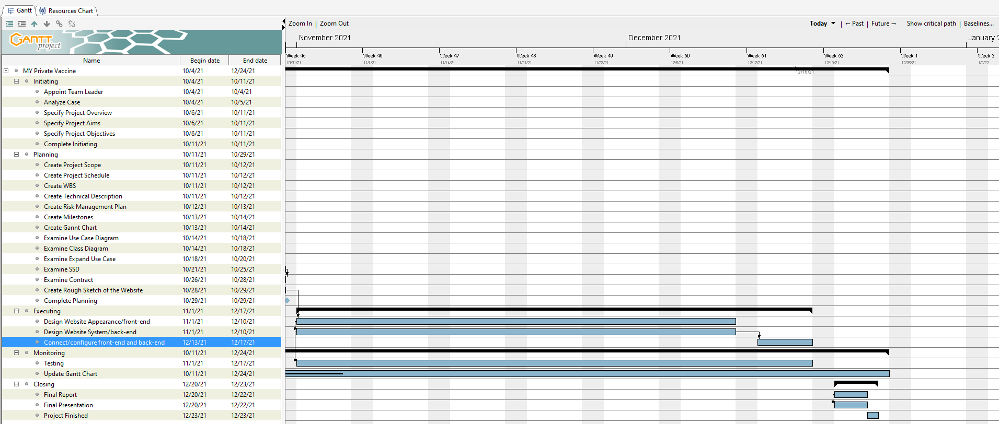 Gantt Resources Chart
Zoom In | Zoom Out Today | ← Past | Future → Show critical path | Baselines...
GANTT
project
November 2021 December 2021 January 2
Week 45 Week 46 Week 47 Week 48 Week 49 Week 50 Week 51 Week 52 Week 1 Week 2
10/31/21 11/7/21 11/14/21 11/21/21 11/28/21 12/5/21 12/12/21 12/19/21 12/26/21 1/2/22
Name Begin date End date
MY Private Vaccine 10/4/21 12/24/21 12/16/21
Initiating 10/4/21 10/11/21
Appoint Team Leader 10/4/21 10/4/21
Analyze Case 10/4/21 10/5/21
Specify Project Overview 10/6/21 10/11/21
Specify Project Aims 10/6/21 10/11/21
Specify Project Objectives 10/6/21 10/11/21
Complete Initiating 10/11/21 10/11/21
Planning 10/11/21 10/29/21
Create Project Scope 10/11/21 10/12/21
Create Project Schedule 10/11/21 10/12/21
Create WBS 10/11/21 10/12/21
Create Technical Description 10/11/21 10/12/21
Create Risk Management Plan 10/12/21 10/13/21
Create Milestones 10/13/21 10/14/21
Create Gannt Chart 10/13/21 10/14/21
Examine Use Case Diagram 10/14/21 10/18/21
Examine Class Diagram 10/14/21 10/18/21
Examine Expand Use Case 10/18/21 10/20/21
Examine SSD 10/21/21 10/25/21
Examine Contract 10/26/21 10/28/21
Create Rough Sketch of the Website 10/28/21 10/29/21
Complete Planning 10/29/21 10/29/21
Executing 11/1/21 12/17/21
Design Website Appearance/front-end 11/1/21 12/10/21
Design Website System/back-end 11/1/21 12/10/21
Connect/configure front-end and back-end 12/13/21 12/17/21
Monitoring 10/11/21 12/24/21
Testing 11/1/21 12/17/21
Update Gantt Chart 10/11/21 12/24/21
Closing 12/20/21 12/23/21
Final Report 12/20/21 12/22/21
Final Presentation 12/20/21 12/22/21
Project Finished 12/23/21 12/23/21